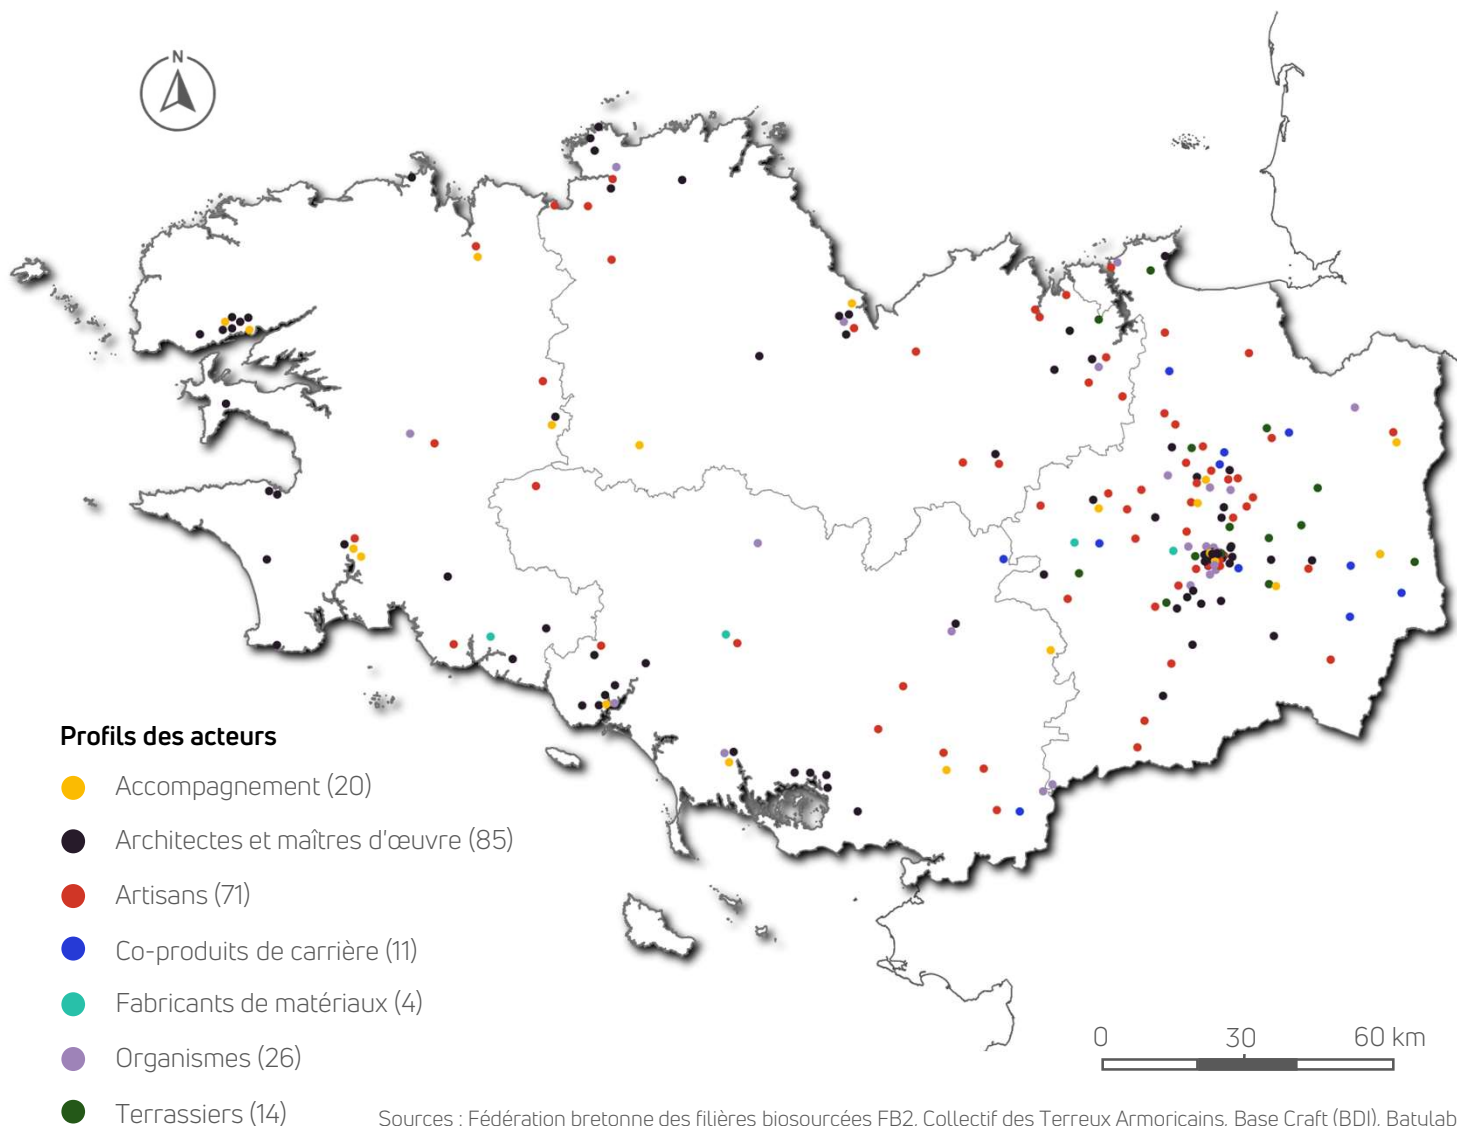 N
Profils des acteurs
Accompagnement (20)
Architectes et maîtres d'œuvre (85)
Artisans (71)
Co-produits de carrière (11)
Fabricants de matériaux (4)
Organismes (26)
Terrassiers (14)
0 30 60 km
Sources : Fédération bretonne des filières biosourcées FB2, Collectif des Terreux Armoricains, Base Craft (BDI), Batylab